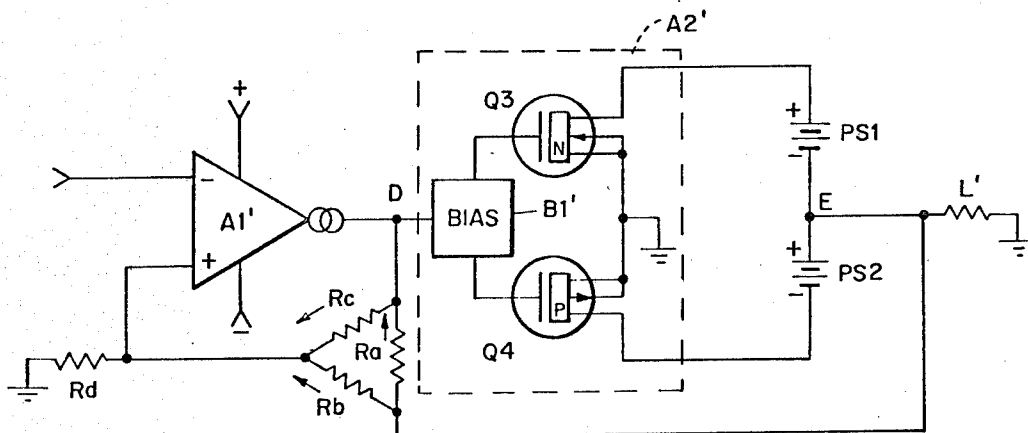 A2'
Q3
+
N
+
PS1
-
-
A1'
D
BIAS
B1'
E
L'
+
+
PS2
-
P
-
Rc
Ra
Q4
Rd
Rb